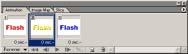 Animation Image Map Slice
1 2 3
Flash Flash Flash
0 sec. 0 sec. 0 sec.
Forever